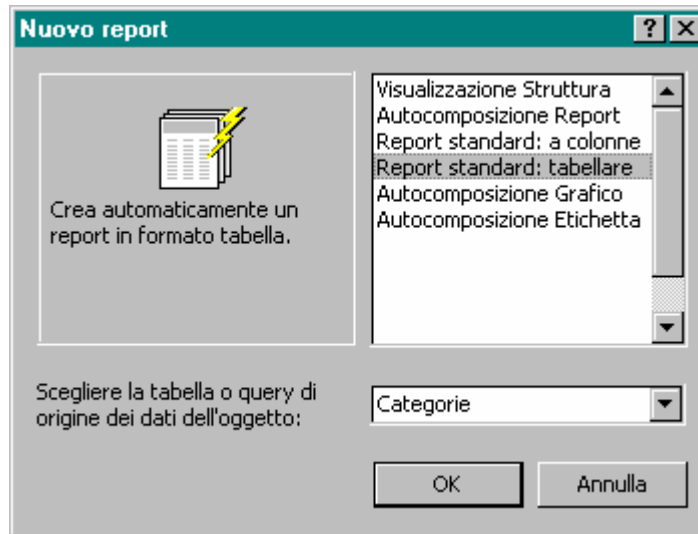 Nuovo report
Crea automaticamente un
report in formato tabella.
Visualizzazione Struttura
Autocomposizione Report
Report standard: a colonne
Report standard: tabellare
Autocomposizione Grafico
Autocomposizione Etichetta
Scegliere la tabella o query di
origine dei dati dell'oggetto:
Categorie
OK
Annulla